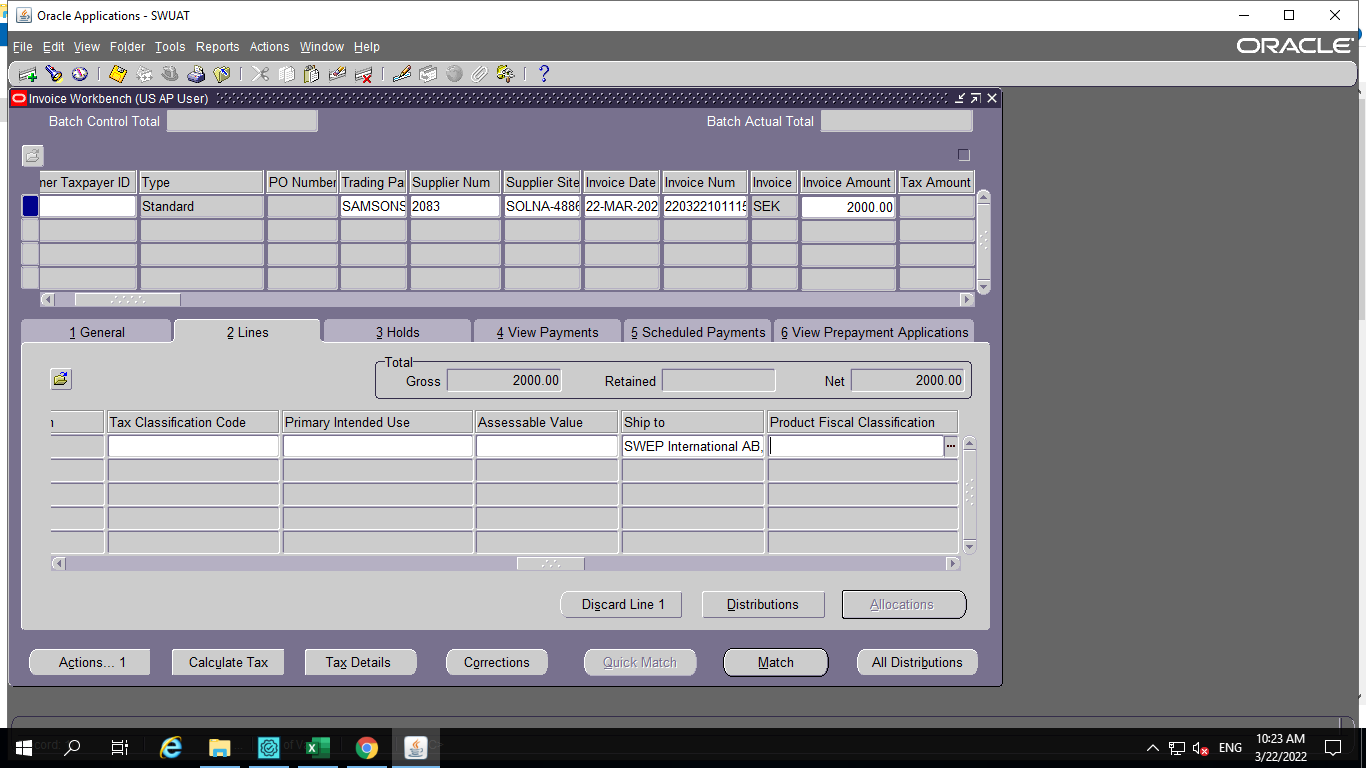 Oracle Applications - SWUAT
File Edit View Folder Tools Reports Actions Window Help
ORACLE
Invoice Workbench (US AP User)
Batch Control Total Batch Actual Total
ner Taxpayer ID Type PO Number Trading Pa Supplier Num Supplier Site Invoice Date Invoice Num Invoice Invoice Amount Tax Amount
Standard SAMSONS 2083 SOLNA-4886 22-MAR-202 220322101115 SEK 2000.00
1 General 2 Lines 3 Holds 4 View Payments 5 Scheduled Payments 6 View Prepayment Applications
Total
Gross 2000.00 Retained Net 2000.00
Tax Classification Code Primary Intended Use Assessable Value Ship to Product Fiscal Classification
SWEP International AB,
Discard Line 1 Distributions Allocations
Actions... 1 Calculate Tax Tax Details Corrections Quick Match Match All Distributions
ENG 10:23 AM
3/22/2022